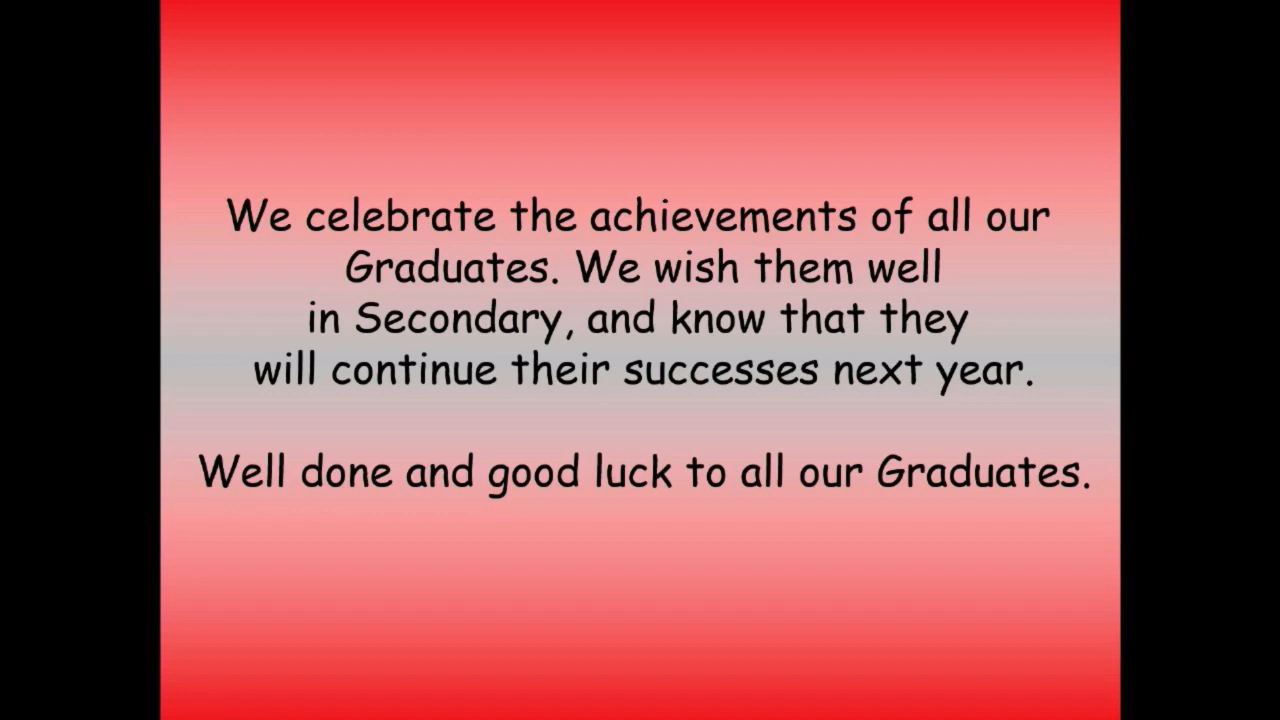 We celebrate the achievements of all our
Graduates. We wish them well
in Secondary, and know that they
will continue their successes next year.
Well done and good luck to all our Graduates.